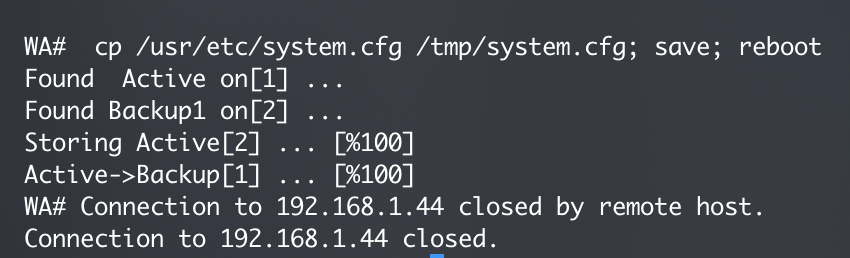 WA#  cp /usr/etc/system.cfg /tmp/system.cfg; save; reboot
Found  Active on[1] ...
Found Backup1 on[2] ...
Storing Active[2] ... [%100]
Active->Backup[1] ... [%100]
WA# Connection to 192.168.1.44 closed by remote host.
Connection to 192.168.1.44 closed.